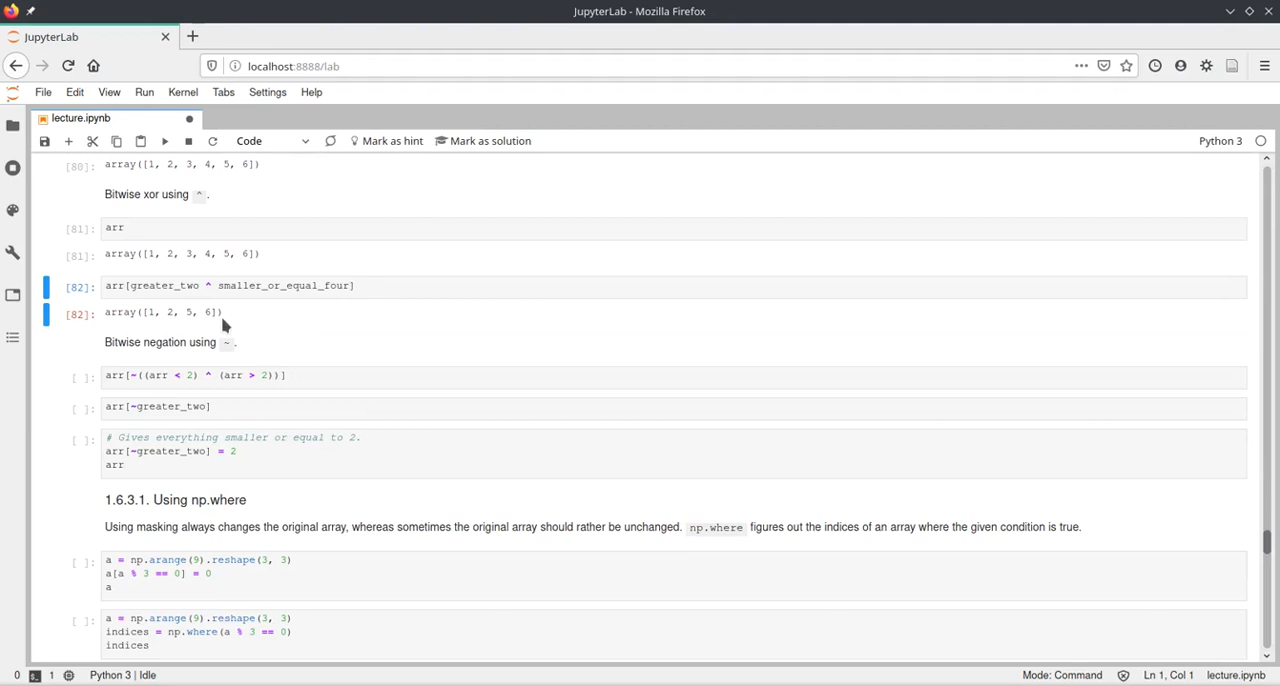 JupyterLab - Mozilla Firefox
JupyterLab
localhost:8888/lab
File Edit View Run Kernel Tabs Settings Help
lecture.ipynb
Code Mark as hint Mark as solution Python 3
[80]: array([1, 2, 3, 4, 5, 6])
Bitwise xor using ^.
[81]: arr
[81]: array([1, 2, 3, 4, 5, 6])
[82]: arr[greater_two ^ smaller_or_equal_four]
[82]: array([1, 2, 5, 6])
Bitwise negation using ~.
[ ]: arr[~((arr < 2) ^ (arr > 2))]
[ ]: arr[~greater_two]
[ ]: # Gives everything smaller or equal to 2.
arr[~greater_two] = 2
arr
1.6.3.1. Using np.where
Using masking always changes the original array, whereas sometimes the original array should rather be unchanged. np.where figures out the indices of an array where the given condition is true.
[ ]: a = np.arange(9).reshape(3, 3)
a[a % 3 == 0] = 0
a
[ ]: a = np.arange(9).reshape(3, 3)
indices = np.where(a % 3 == 0)
indices
0 1 Python 3 | Idle Mode: Command Ln 1, Col 1 lecture.ipynb